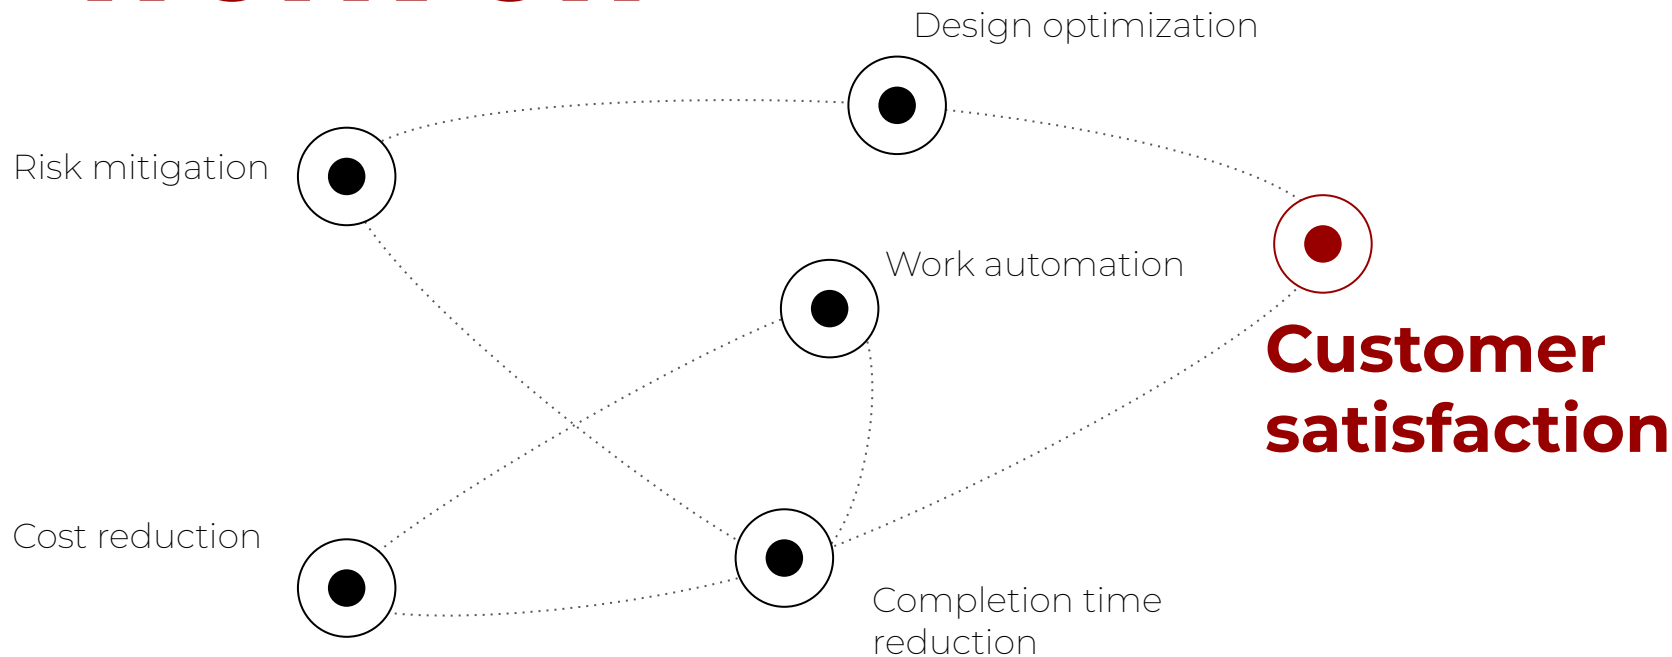 Design optimization
Risk mitigation
Work automation
Customer
satisfaction
Cost reduction
Completion time
reduction